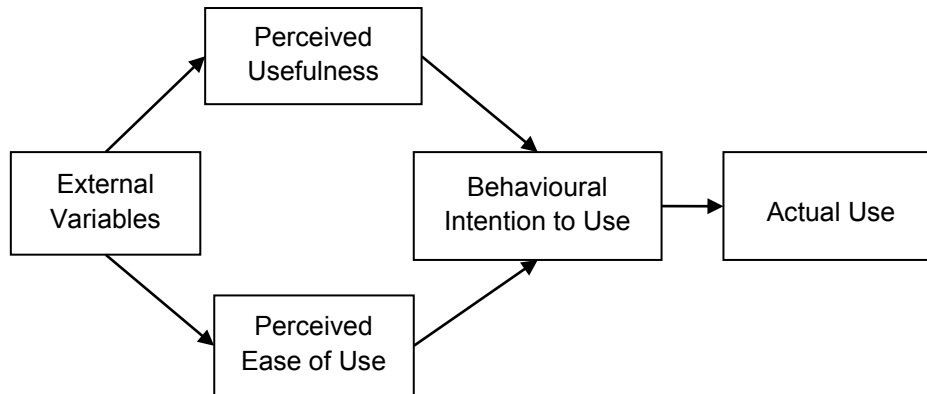 Perceived
Usefulness
External
Variables
Behavioural
Intention to Use
Actual Use
Perceived
Ease of Use